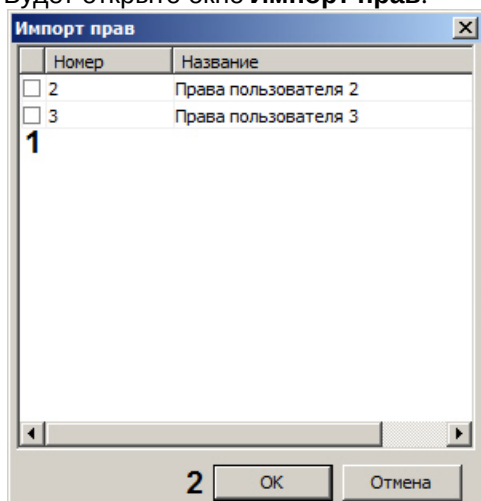 Будет открыто окно Импорт прав.
Импорт прав
Номер Название
2 Права пользователя 2
3 Права пользователя 3
1
2 ОК Отмена